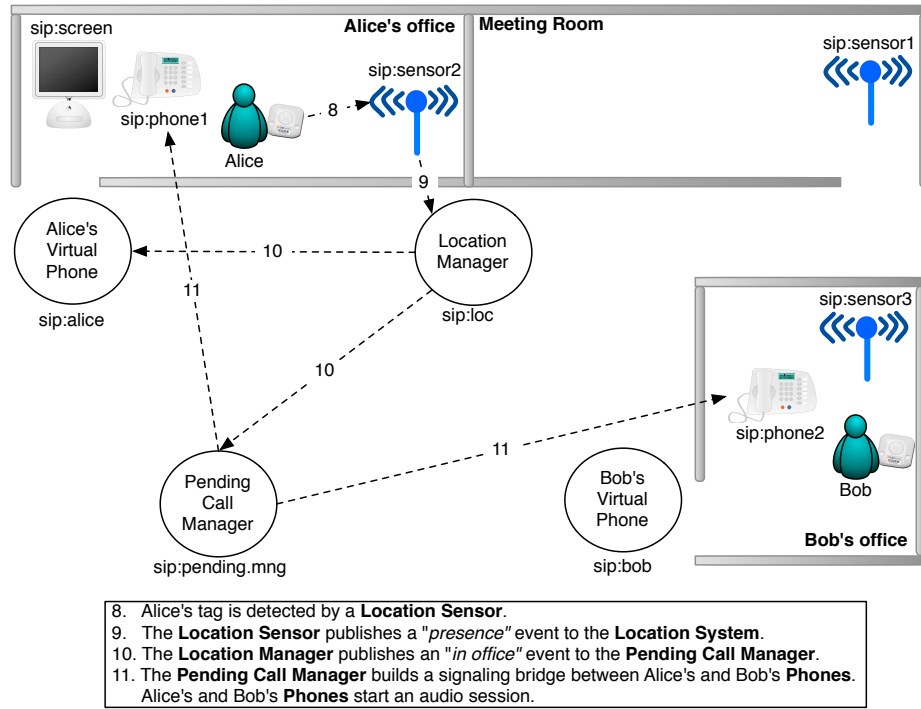 sip:screen
Alice's office
Meeting Room
sip:sensor1
sip:sensor2
sip:phone1
8
Alice
9
Alice's
Virtual
Phone
10
Location
Manager
11
sip:alice
sip:loc
sip:sensor3
10
sip:phone2
11
Pending
Call
Manager
Bob's
Virtual
Phone
Bob
Bob's office
sip:pending.mng
sip:bob
8. Alice's tag is detected by a Location Sensor.
9. The Location Sensor publishes a "presence" event to the Location System.
10. The Location Manager publishes an "in office" event to the Pending Call Manager.
11. The Pending Call Manager builds a signaling bridge between Alice's and Bob's Phones.
Alice's and Bob's Phones start an audio session.